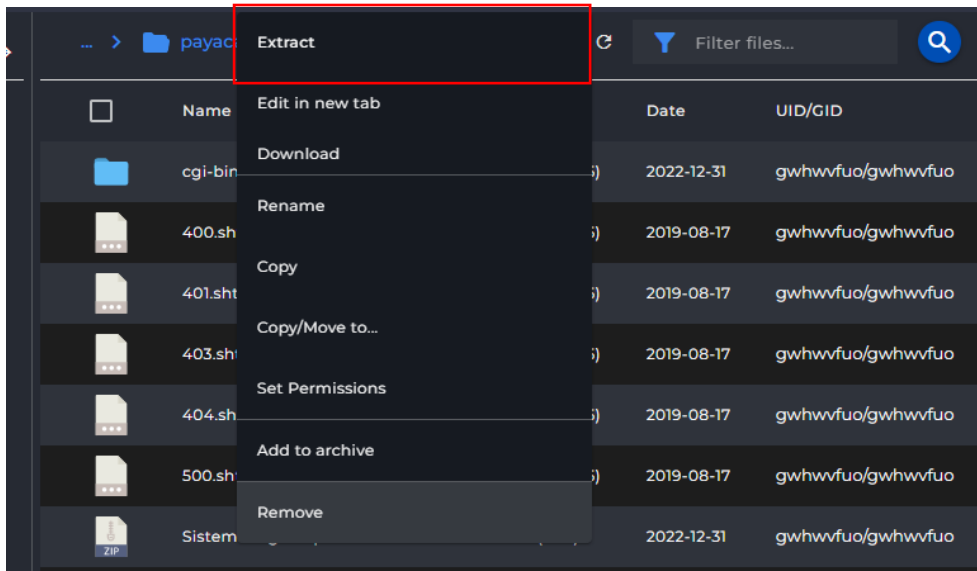 ... > payac
Extract
Filter files...
Name Date UID/GID
Edit in new tab
Download
cgi-bin 2022-12-31 gwhwvfuo/gwhwvfuo
Rename
400.sh 2019-08-17 gwhwvfuo/gwhwvfuo
Copy
401.sht 2019-08-17 gwhwvfuo/gwhwvfuo
Copy/Move to...
403.sht 2019-08-17 gwhwvfuo/gwhwvfuo
Set Permissions
404.sh 2019-08-17 gwhwvfuo/gwhwvfuo
Add to archive
500.sh 2019-08-17 gwhwvfuo/gwhwvfuo
Remove
ZIP Sistem 2022-12-31 gwhwvfuo/gwhwvfuo